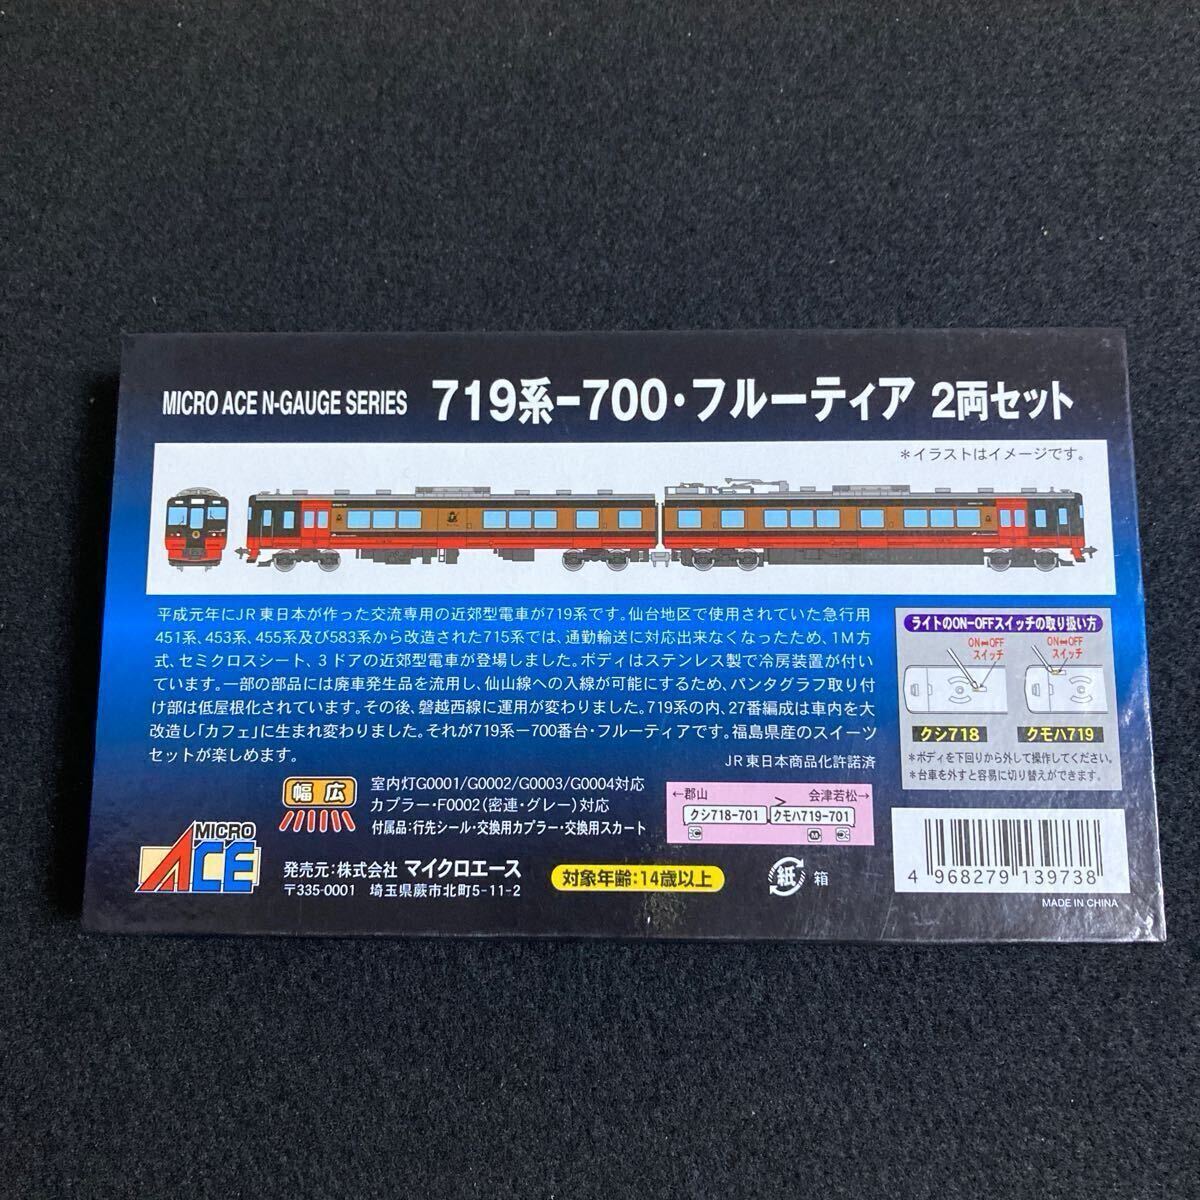 MICRO ACE N-GAUGE SERIES 719系-700・フルーティア 2両セット
＊イラストはイメージです。
平成元年にJR東日本が作った交流専用の近郊型電車が719系です。仙台地区で使用されていた急行用
451系、453系、455系及び583系から改造された715系では、通勤輸送に対応出来なくなったため、1M方
式、セミクロスシート、3ドアの近郊型電車が登場しました。ボディはステンレス製で冷房装置が付い
ています。一部の部品には廃車発生品を流用し、仙山線への入線が可能にするため、パンタグラフ取り付
け部は低屋根化されています。その後、磐越西線に運用が変わりました。719系の内、27番編成は車内を大
改造し「カフェ」に生まれ変わりました。それが719系ー700番台・フルーティアです。福島県産のスイーツ
セットが楽しめます。
JR東日本商品化許諾済
ライトのON-OFFスイッチの取り扱い方
ON⇔OFF
スイッチ
ON⇔OFF
スイッチ
クシ718
クモハ719
＊ボディを下回りから外して操作してください。
＊台車を外すと容易に切り替えができます。
幅広
室内灯G0001/G0002/G0003/G0004対応
カプラー・F0002(密連・グレー)対応
付属品：行先シール・交換用カプラー・交換用スカート
←郡山
会津若松→
クシ718-701
クモハ719-701
C
M
C
MICRO
ACE
発売元：株式会社 マイクロエース
〒335-0001 埼玉県蕨市北町5-11-2
対象年齢：14歳以上
紙
箱
4 968279 139738
MADE IN CHINA